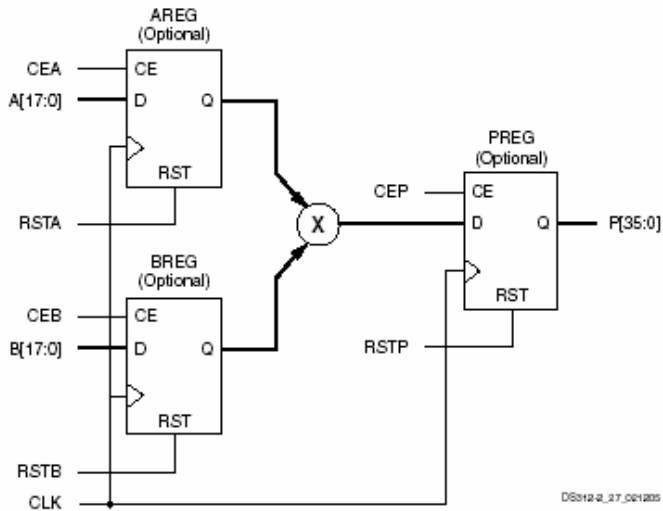 AREG
(Optional)
CEA
CE
A[17:0]
D
Q
RST
RSTA
PREG
(Optional)
CEP
CE
D
Q
P[35:0]
X
BREG
(Optional)
CEB
CE
B[17:0]
D
Q
RST
RSTP
RST
RSTB
CLK
DS312-2_27_021205